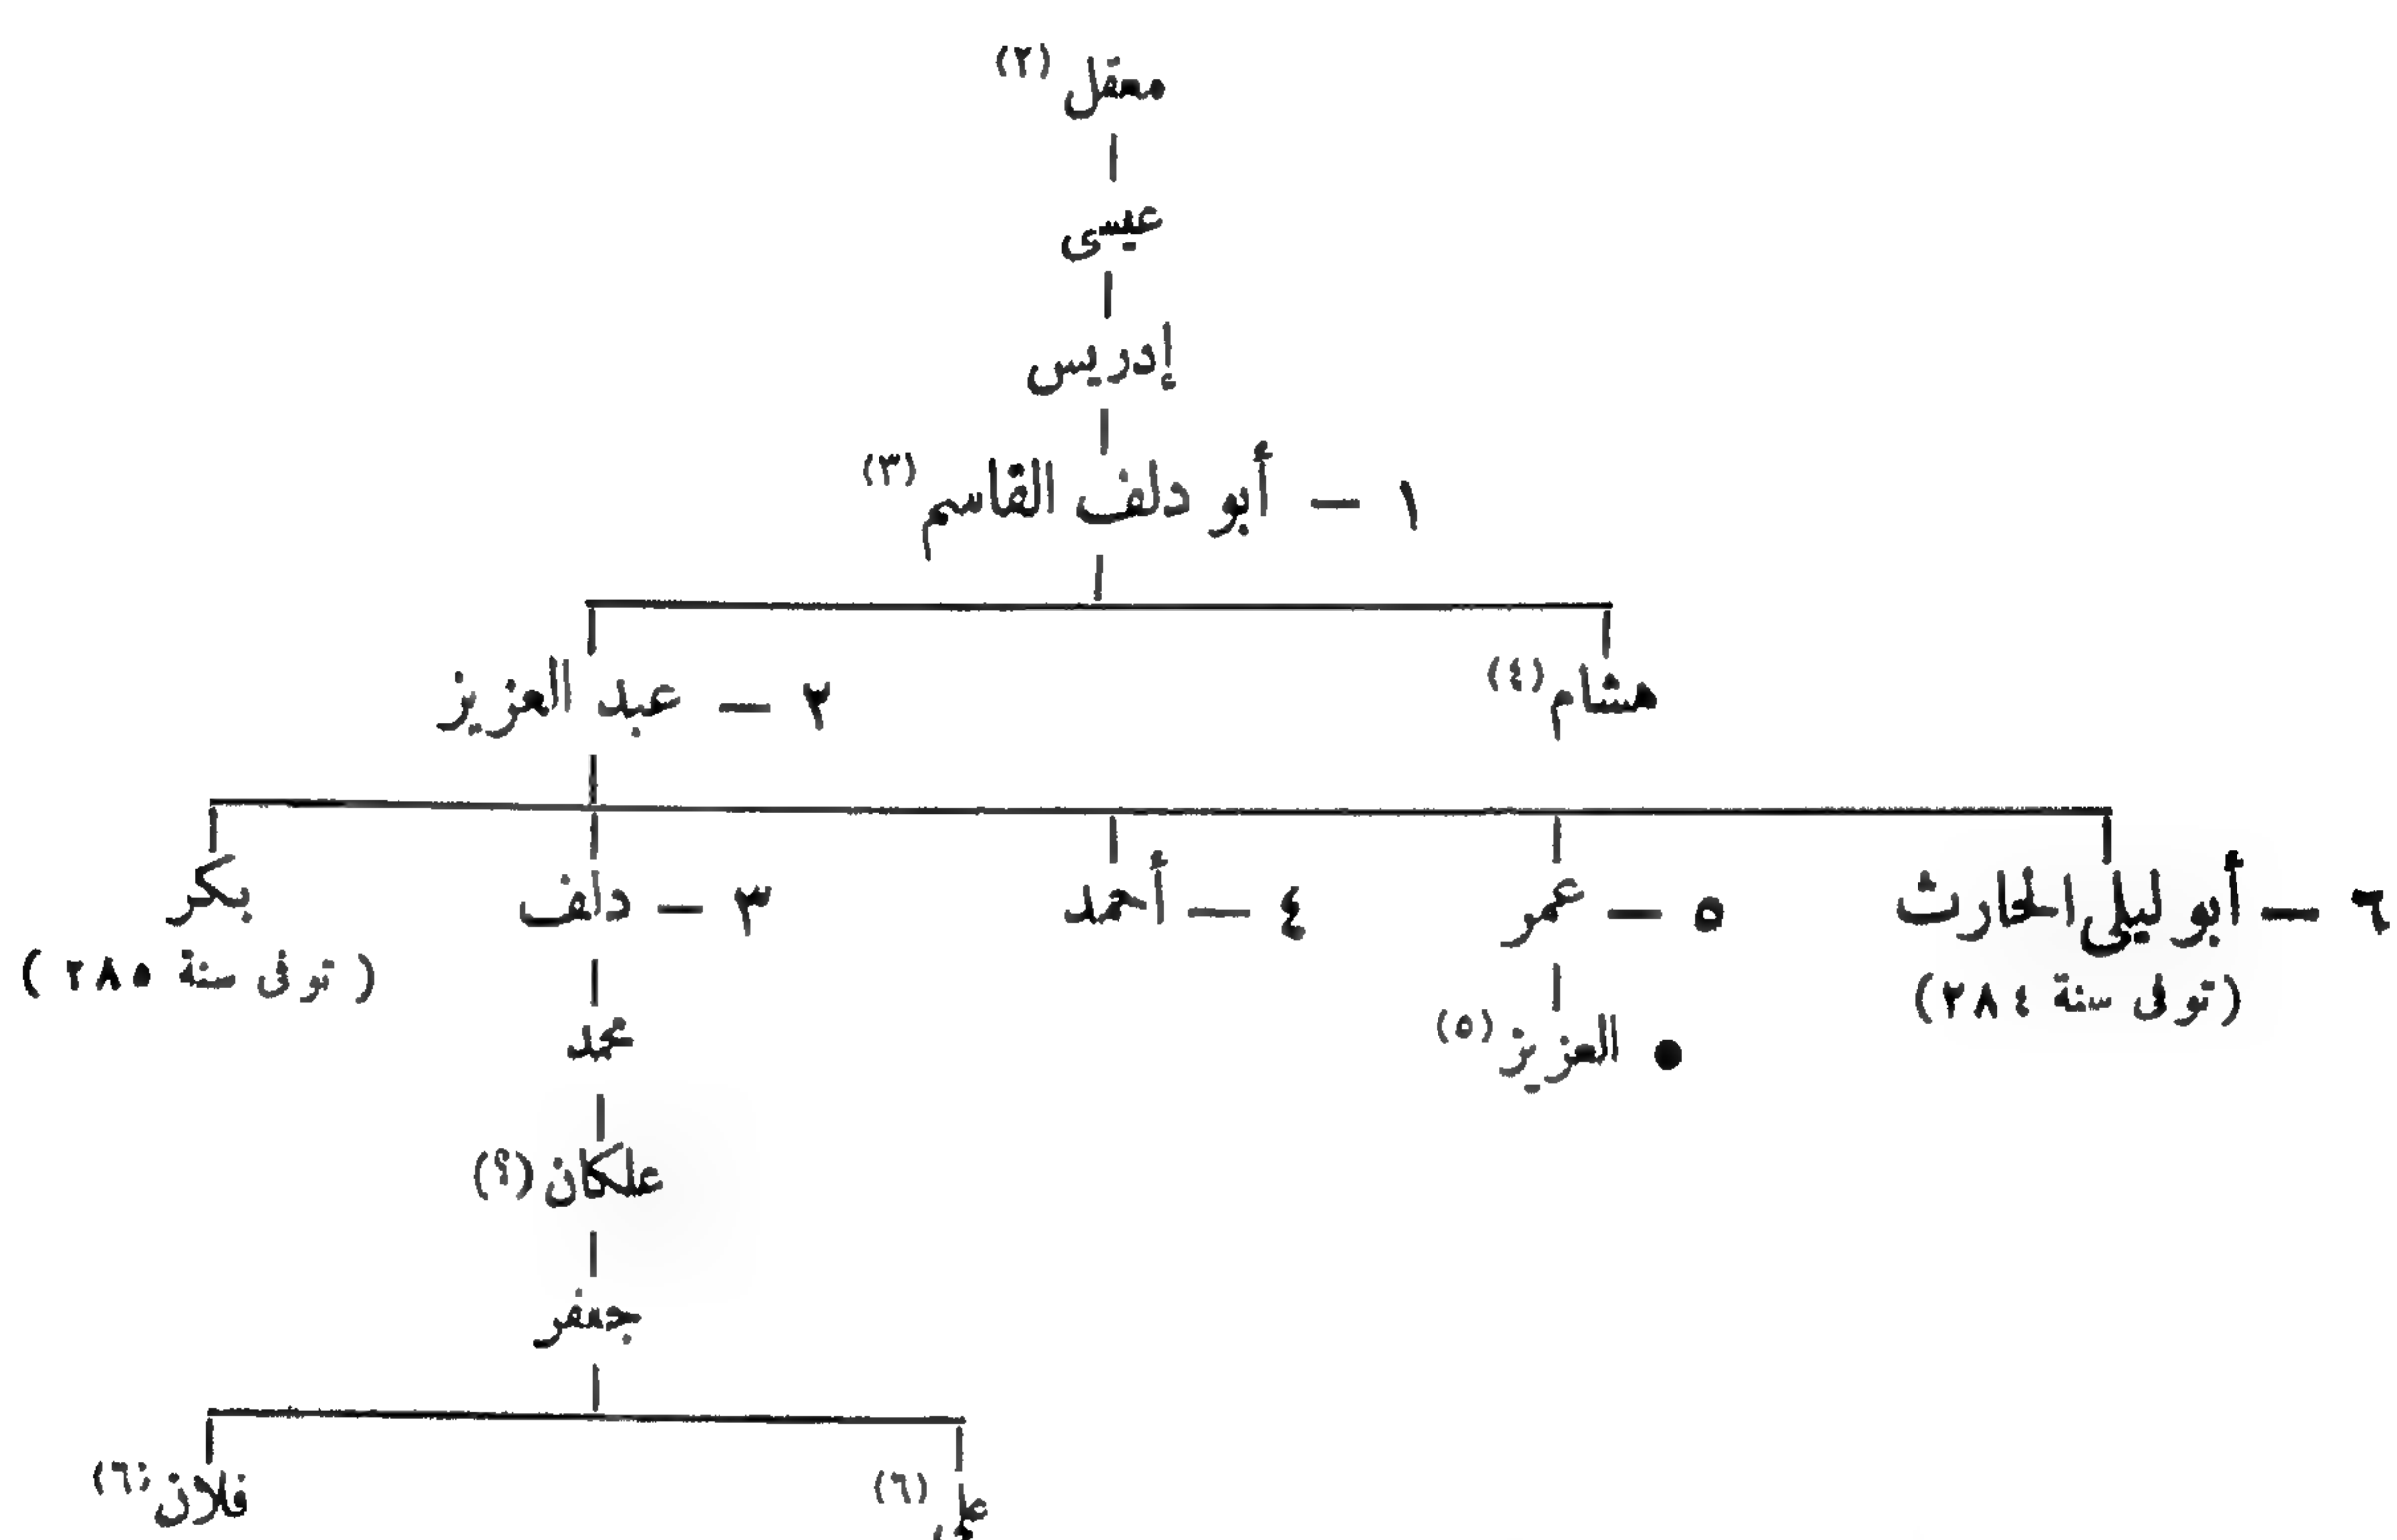 معقل (٢)
عيسى
إدريس
١ — أبو دلف القاسم (٣)
هشام (٤)
٢ — عبد العزيز
٦ — أبو ليلى الحارث
(توفى سنة ٢٨٤)
٥ — عمر
٤ — أحمد
٣ — دلف
بكر
(توفى سنة ٢٨٥)
● العزيز (٥)
محمد
علكان (؟)
جعفر
على (٦)
فلان (٦)